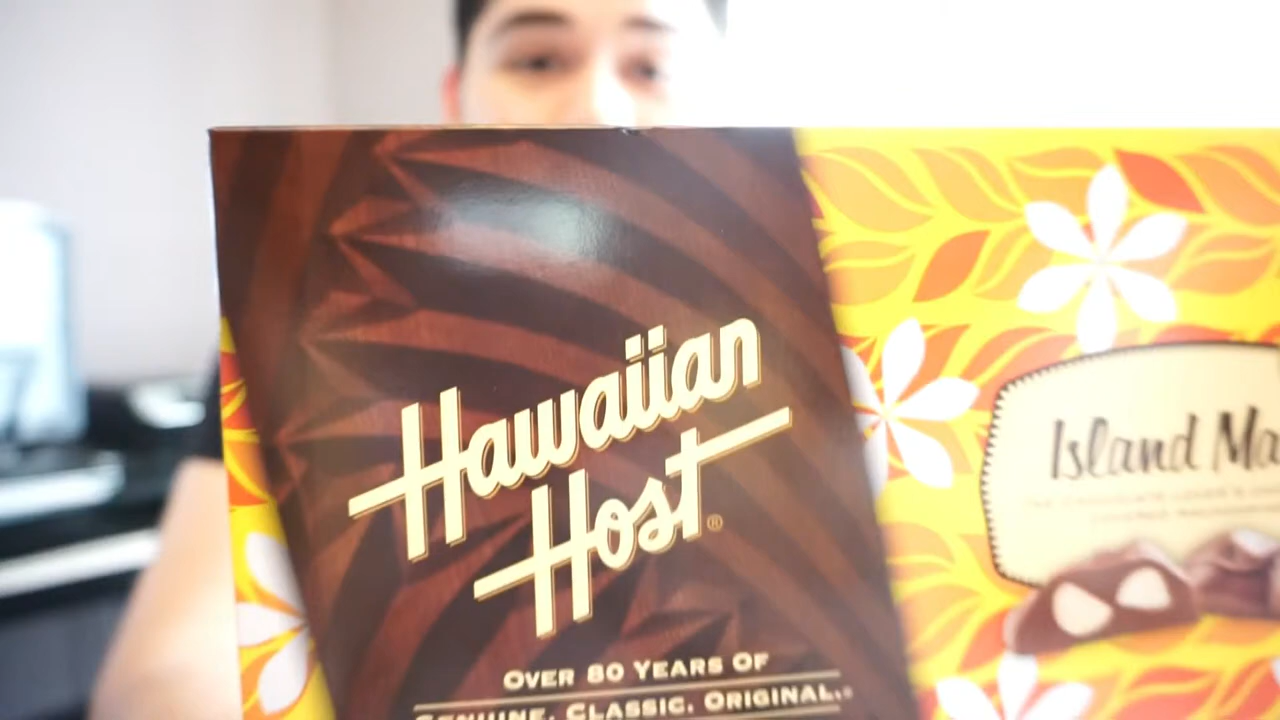 Hawaiian
Host®
OVER 80 YEARS OF
GENUINE. CLASSIC. ORIGINAL.
Island Ma